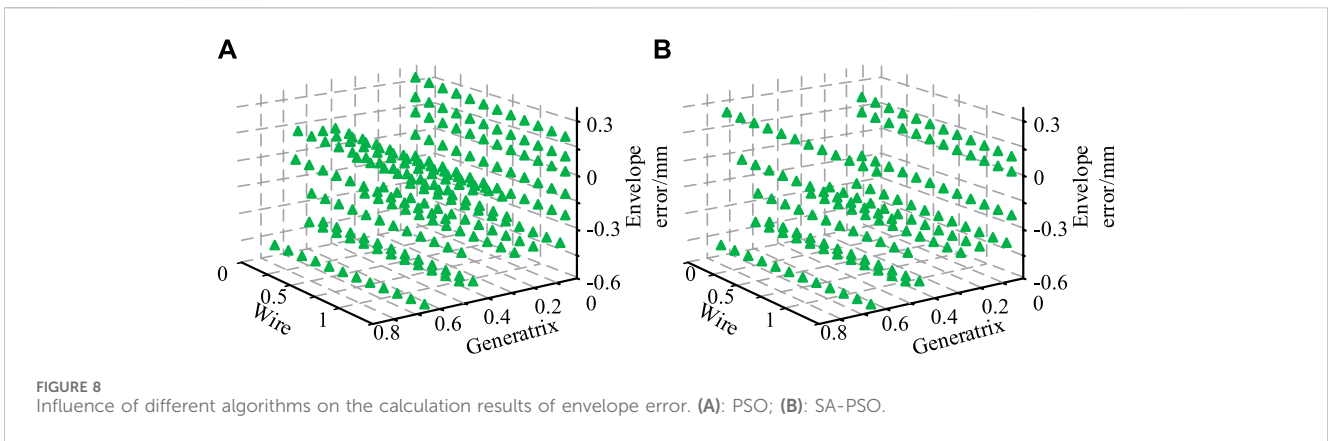 A
B
0.3
0
-0.3
-0.6
Envelope
error/mm
0
0.5
1
Wire
0.8
0.6
0.4
0.2
0
Generatrix
0.3
0
-0.3
-0.6
Envelope
error/mm
0
0.5
1
Wire
0.8
0.6
0.4
0.2
0
Generatrix
FIGURE 8
Influence of different algorithms on the calculation results of envelope error. (A): PSO; (B): SA-PSO.